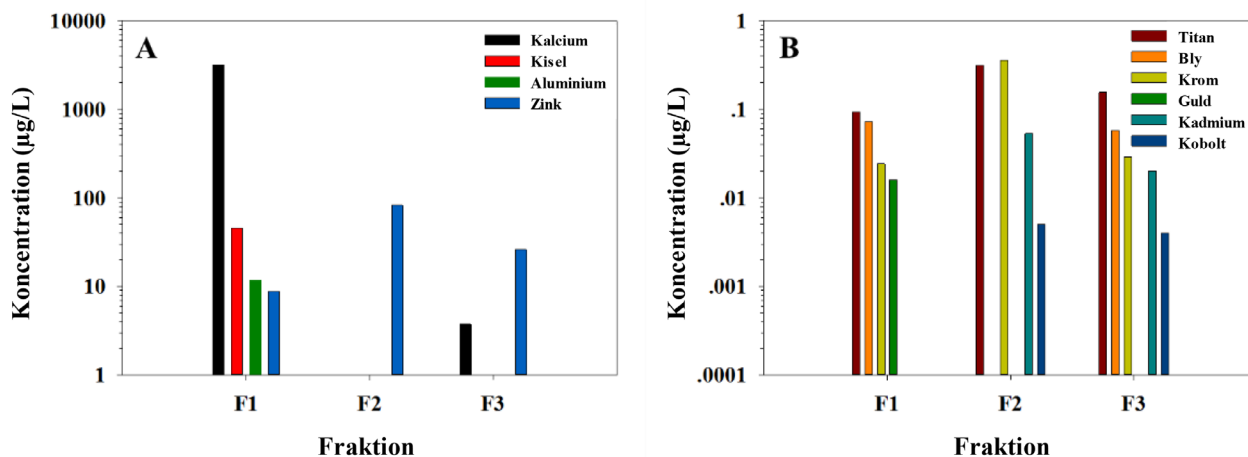 A
Kalcium
Kisel
Aluminium
Zink
10000
1000
100
10
1
Koncentration (µg/L)
F1 F2 F3
Fraktion
B
Titan
Bly
Krom
Guld
Kadmium
Kobolt
1
.1
.01
.001
.0001
Koncentration (µg/L)
F1 F2 F3
Fraktion